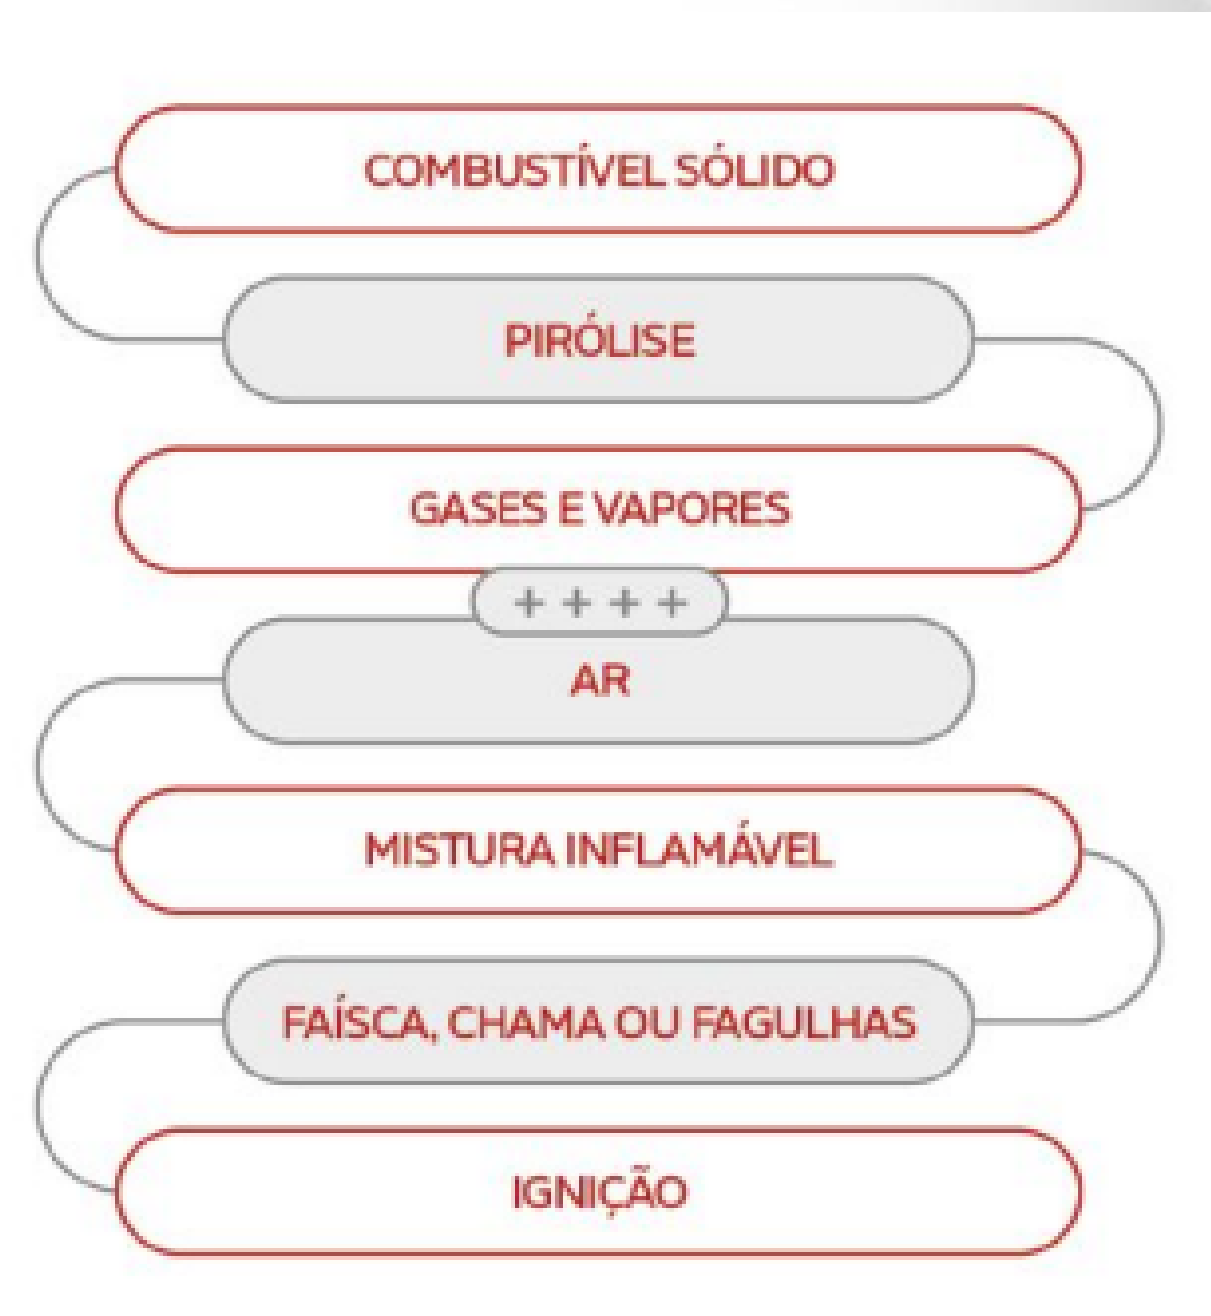 COMBUSTÍVEL SÓLIDO
PIRÓLISE
GASES E VAPORES
+ + + +
AR
MISTURA INFLAMÁVEL
FAÍSCA, CHAMA OU FAGULHAS
IGNIÇÃO